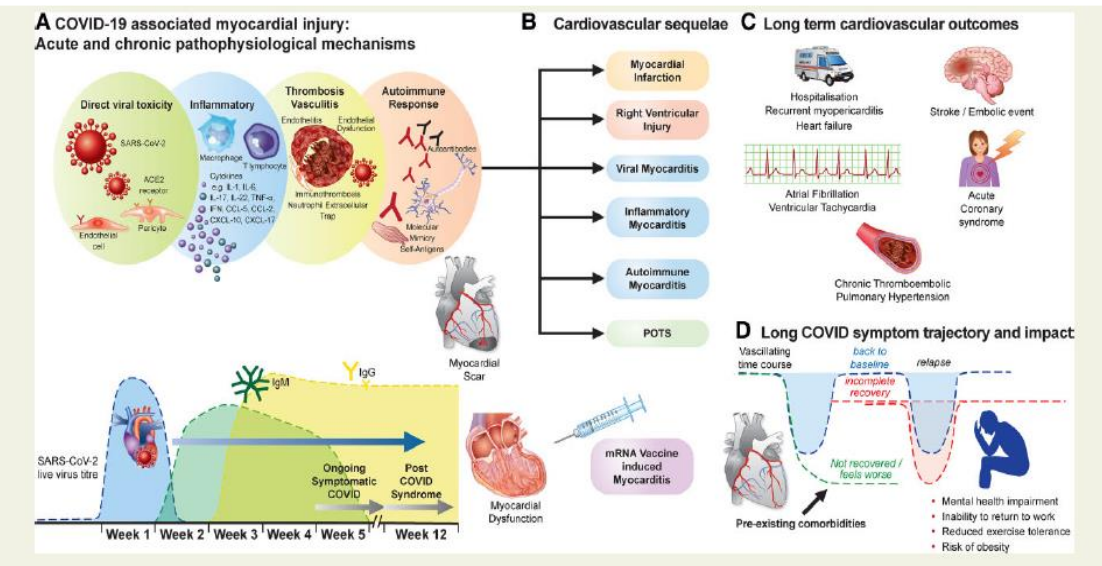 A COVID-19 associated myocardial injury:
Acute and chronic pathophysiological mechanisms
Direct viral toxicity
SARS-CoV-2
ACE2
receptor
Endothelial
cell
Pericyte
Inflammatory
Macrophage
T lymphocyte
Cytokines
e.g IL-1, IL-6,
IL-17, IL-22, TNF-α,
IFN, CCL-5, CCL-2,
CXCL-10, CXCL-17
Thrombosis
Vasculitis
Endotheliitis
Endothelial
Dysfunction
Immunothrombosis
Neutrophil Extracellular
Trap
Autoimmune
Response
Autoantibodies
Molecular
Mimicry
Self-Antigens
Myocardial
Scar
SARS-CoV-2
live virus titre
IgM
IgG
Ongoing
Symptomatic
COVID
Post
COVID
Syndrome
Week 1
Week 2
Week 3
Week 4
Week 5
Week 12
Myocardial
Dysfunction
B Cardiovascular sequelae
Myocardial
Infarction
Right Ventricular
Injury
Viral Myocarditis
Inflammatory
Myocarditis
Autoimmune
Myocarditis
POTS
mRNA Vaccine
induced
Myocarditis
C Long term cardiovascular outcomes
Hospitalisation
Recurrent myopericarditis
Heart failure
Stroke / Embolic event
Atrial Fibrillation
Ventricular Tachycardia
Acute
Coronary
syndrome
Chronic Thromboembolic
Pulmonary Hypertension
D Long COVID symptom trajectory and impact
Vascillating
time course
back to
baseline
incomplete
recovery
relapse
Not recovered /
feels worse
Pre-existing comorbidities
• Mental health impairment
• Inability to return to work
• Reduced exercise tolerance
• Risk of obesity